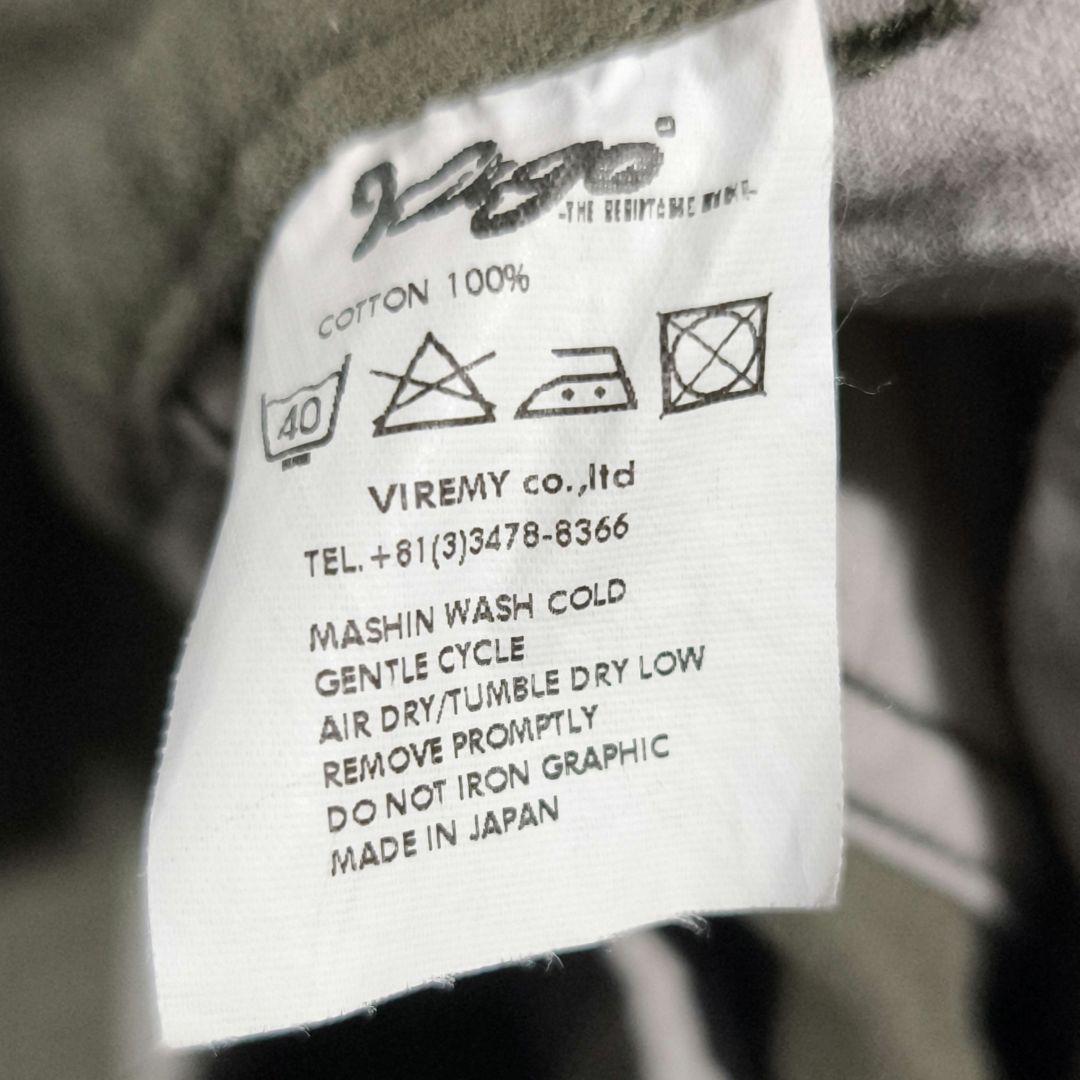 -THE
COTTON 100%
40
VIREMY co.,ltd
TEL.+81(3)3478-8366
MASHIN WASH COLD
GENTLE CYCLE
AIR DRY/TUMBLE DRY LOW
REMOVE PROMPTLY
DO NOT IRON GRAPHIC
MADE IN JAPAN